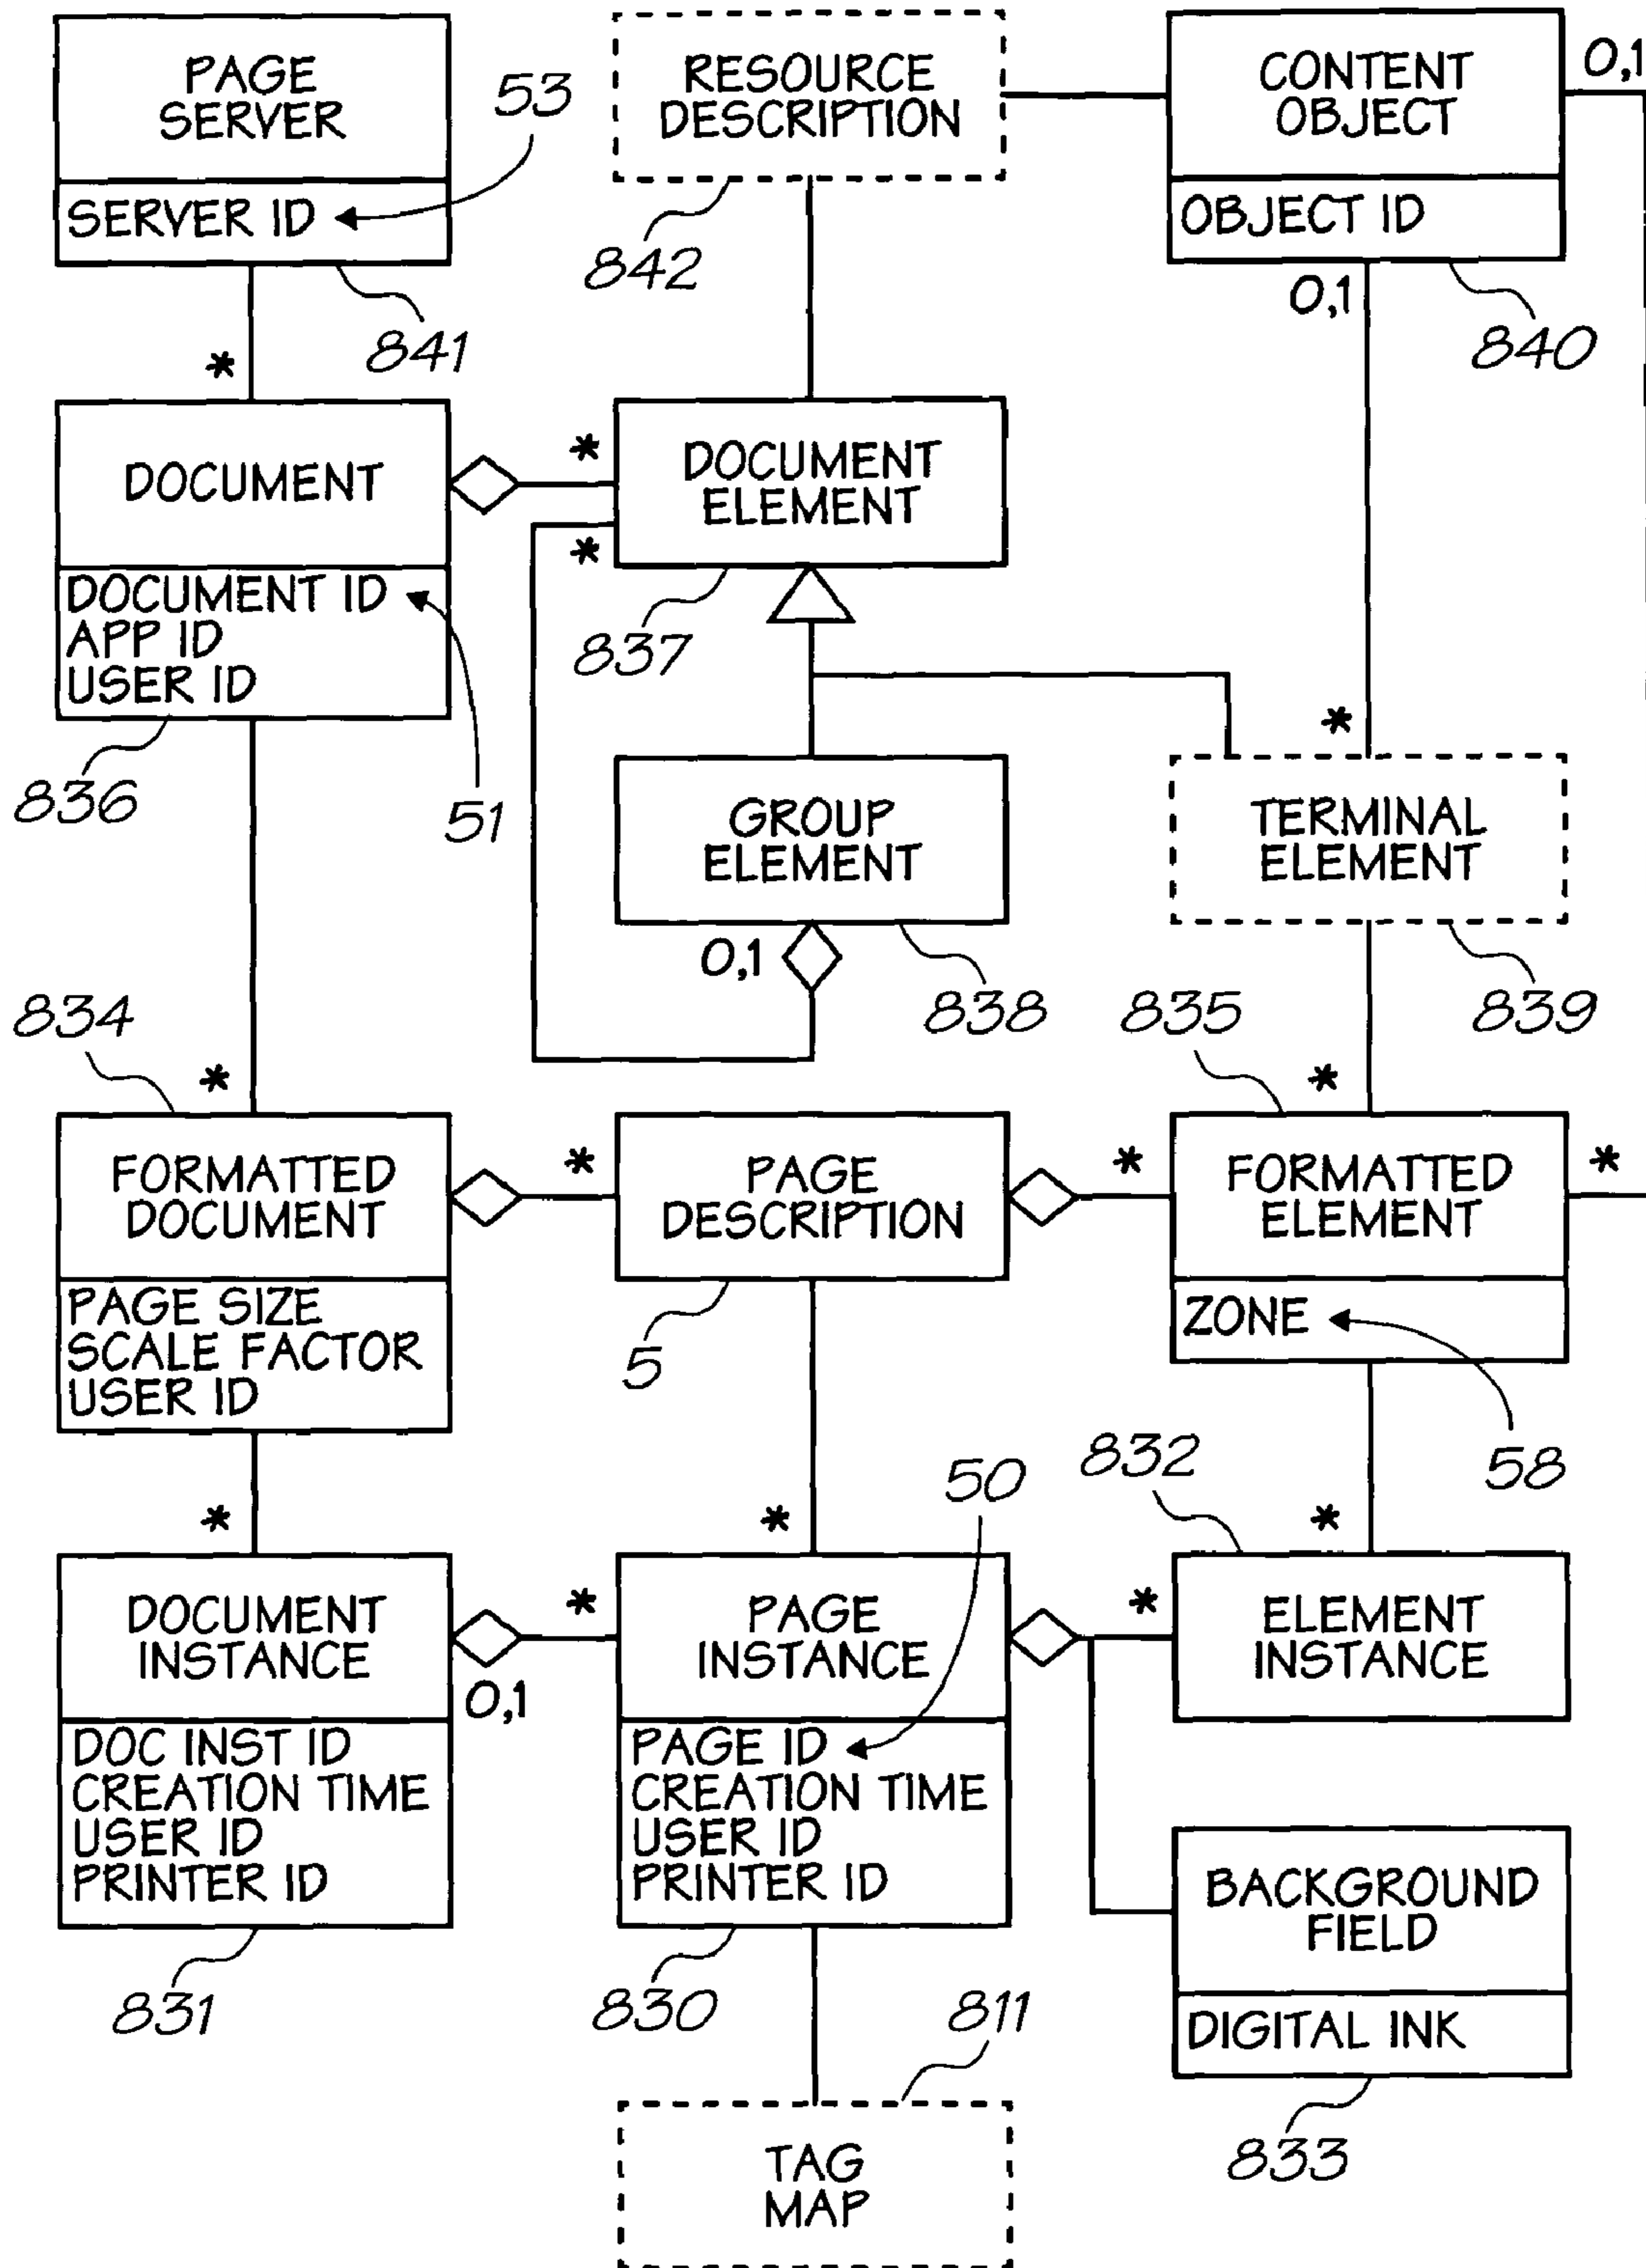 PAGE
SERVER
SERVER ID
53
841
*
RESOURCE
DESCRIPTION
842
CONTENT
OBJECT
OBJECT ID
0,1
0,1
840
DOCUMENT
DOCUMENT ID
APP ID
USER ID
836
51
*
*
DOCUMENT
ELEMENT
837
GROUP
ELEMENT
0,1
838
*
TERMINAL
ELEMENT
839
834
*
FORMATTED
DOCUMENT
PAGE SIZE
SCALE FACTOR
USER ID
*
PAGE
DESCRIPTION
5
835
*
*
FORMATTED
ELEMENT
ZONE
*
58
*
DOCUMENT
INSTANCE
DOC INST ID
CREATION TIME
USER ID
PRINTER ID
0,1
831
*
*
50
PAGE
INSTANCE
PAGE ID
CREATION TIME
USER ID
PRINTER ID
830
832
*
*
ELEMENT
INSTANCE
BACKGROUND
FIELD
DIGITAL INK
833
811
TAG
MAP